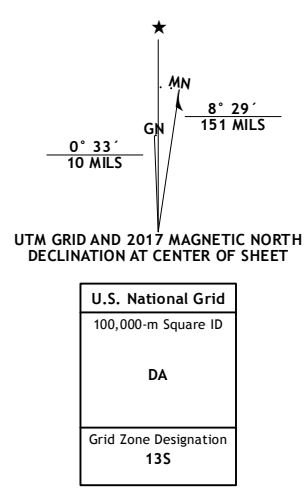 ★
MN
GN
8° 29´
151 MILS
0° 33´
10 MILS
UTM GRID AND 2017 MAGNETIC NORTH
DECLINATION AT CENTER OF SHEET
U.S. National Grid
100,000-m Square ID
DA
Grid Zone Designation
13S